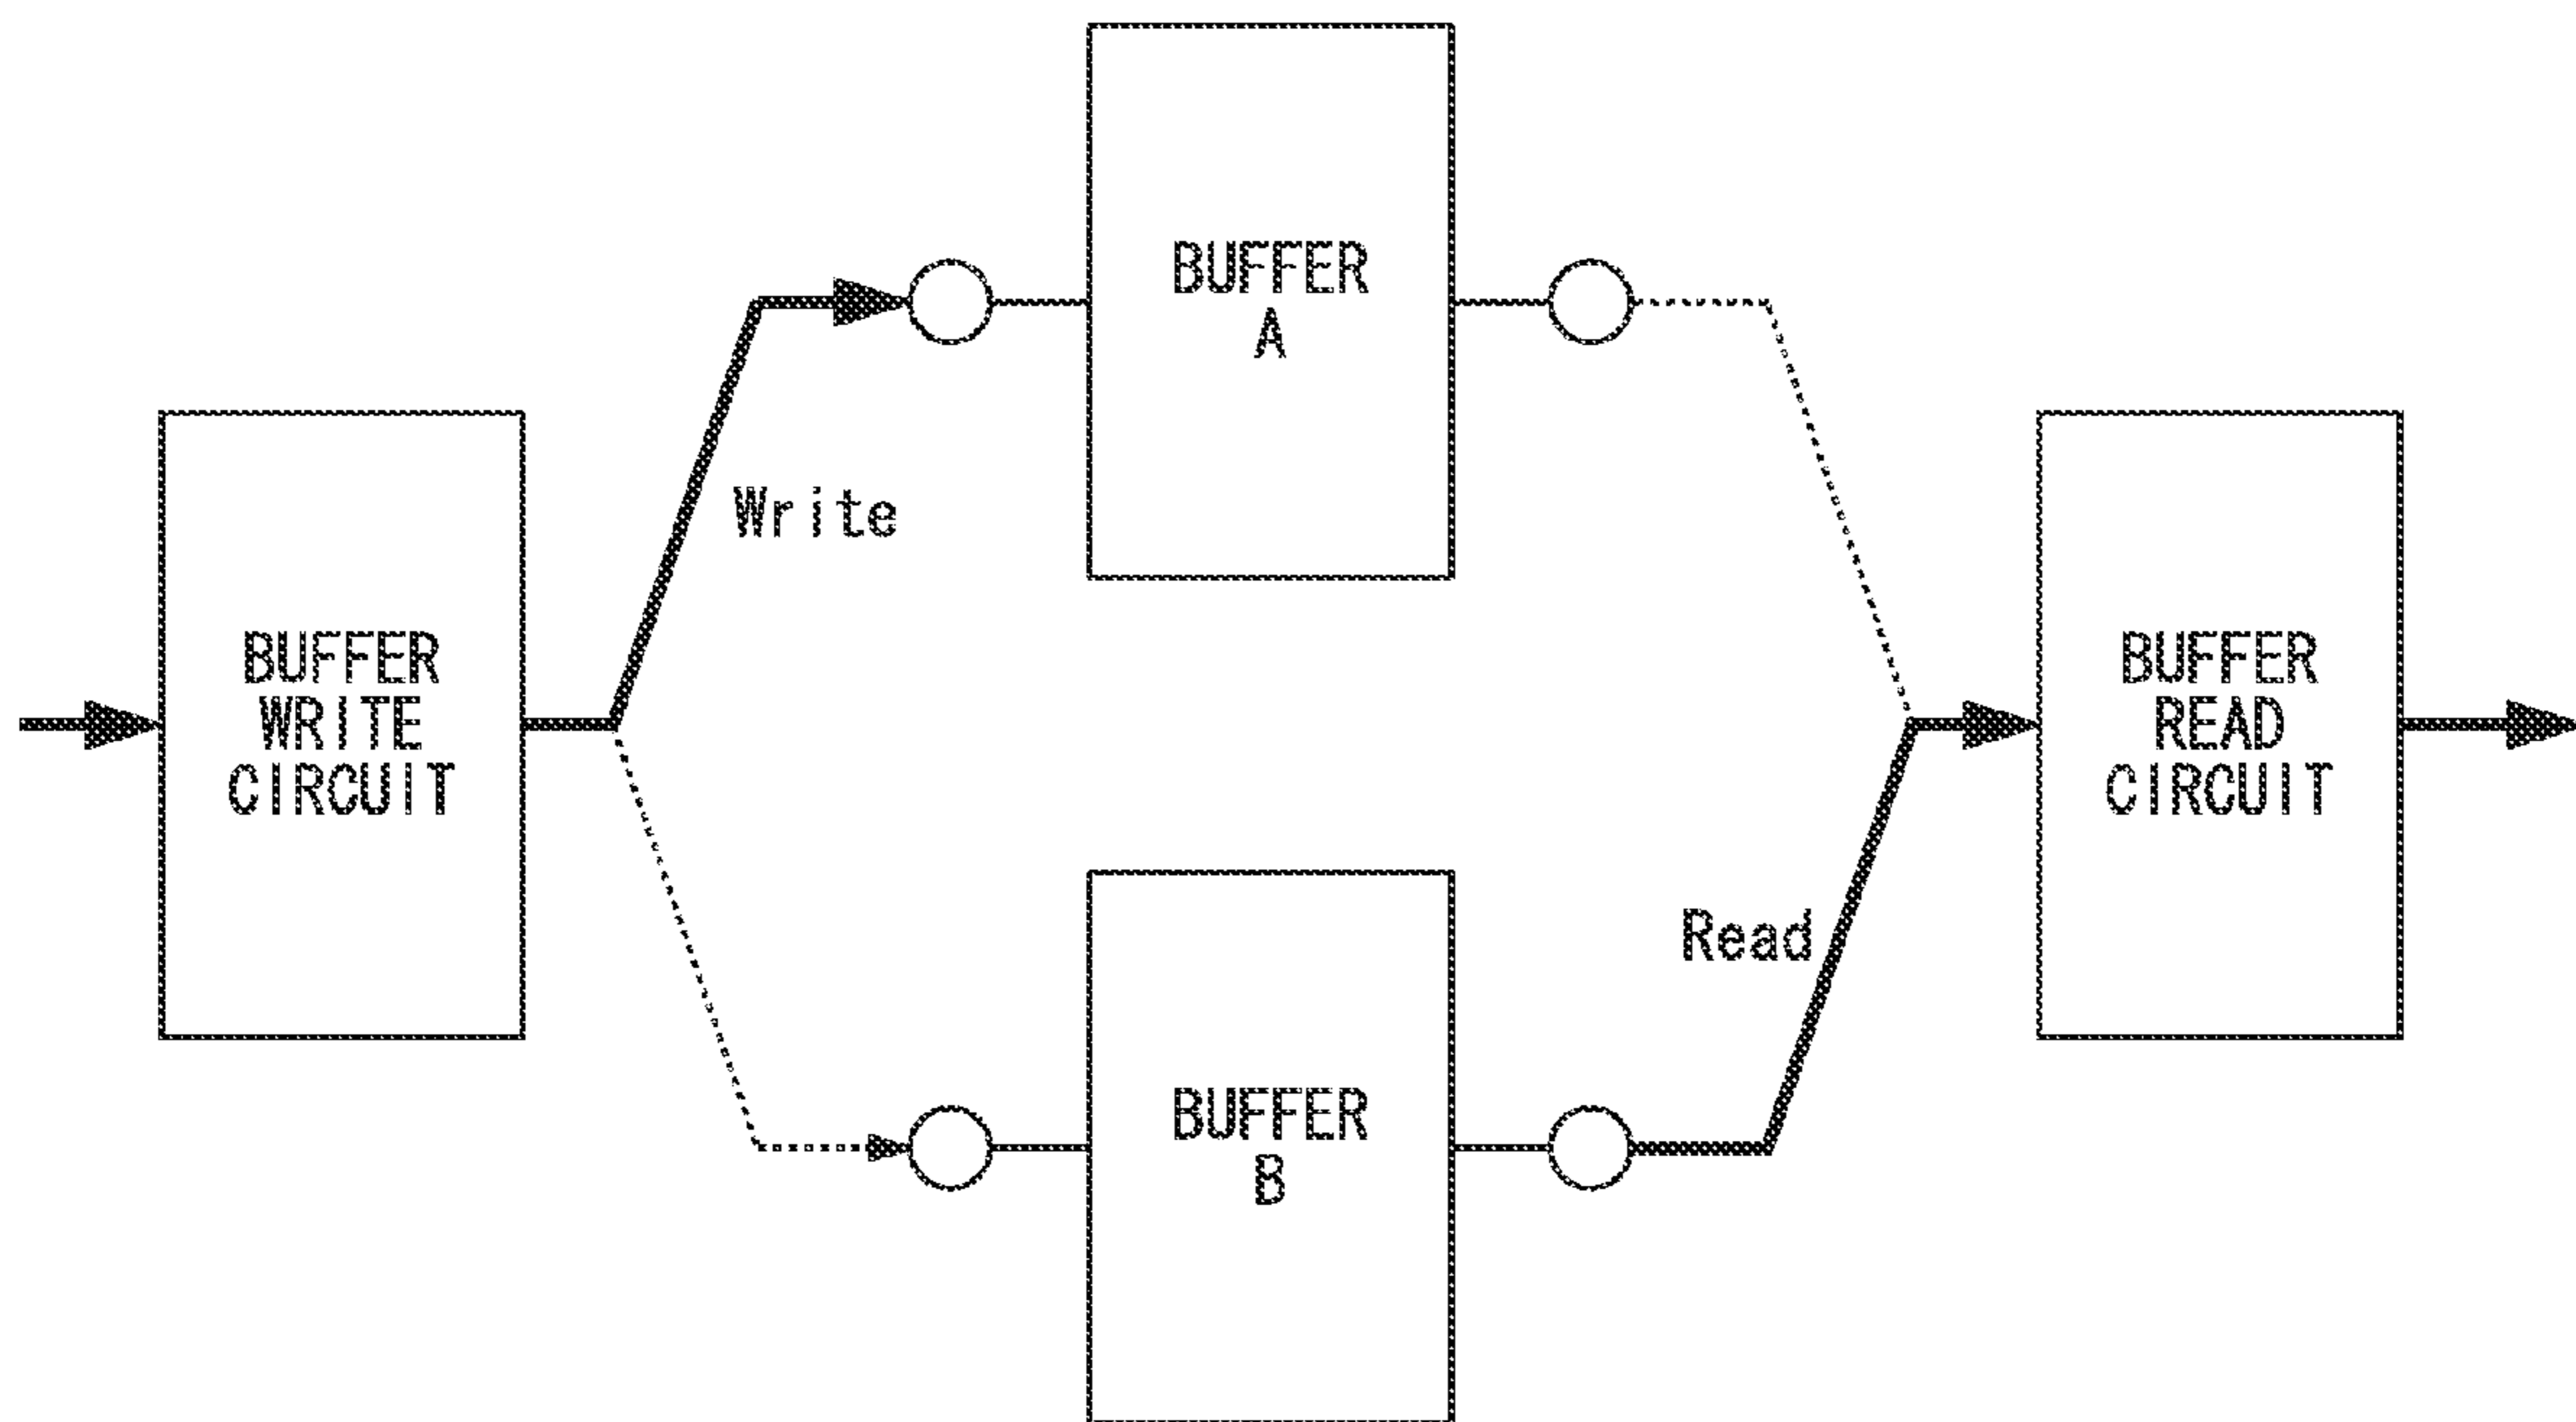 BUFFER
A
Write
BUFFER
WRITE
CIRCUIT
BUFFER
READ
CIRCUIT
Read
BUFFER
B